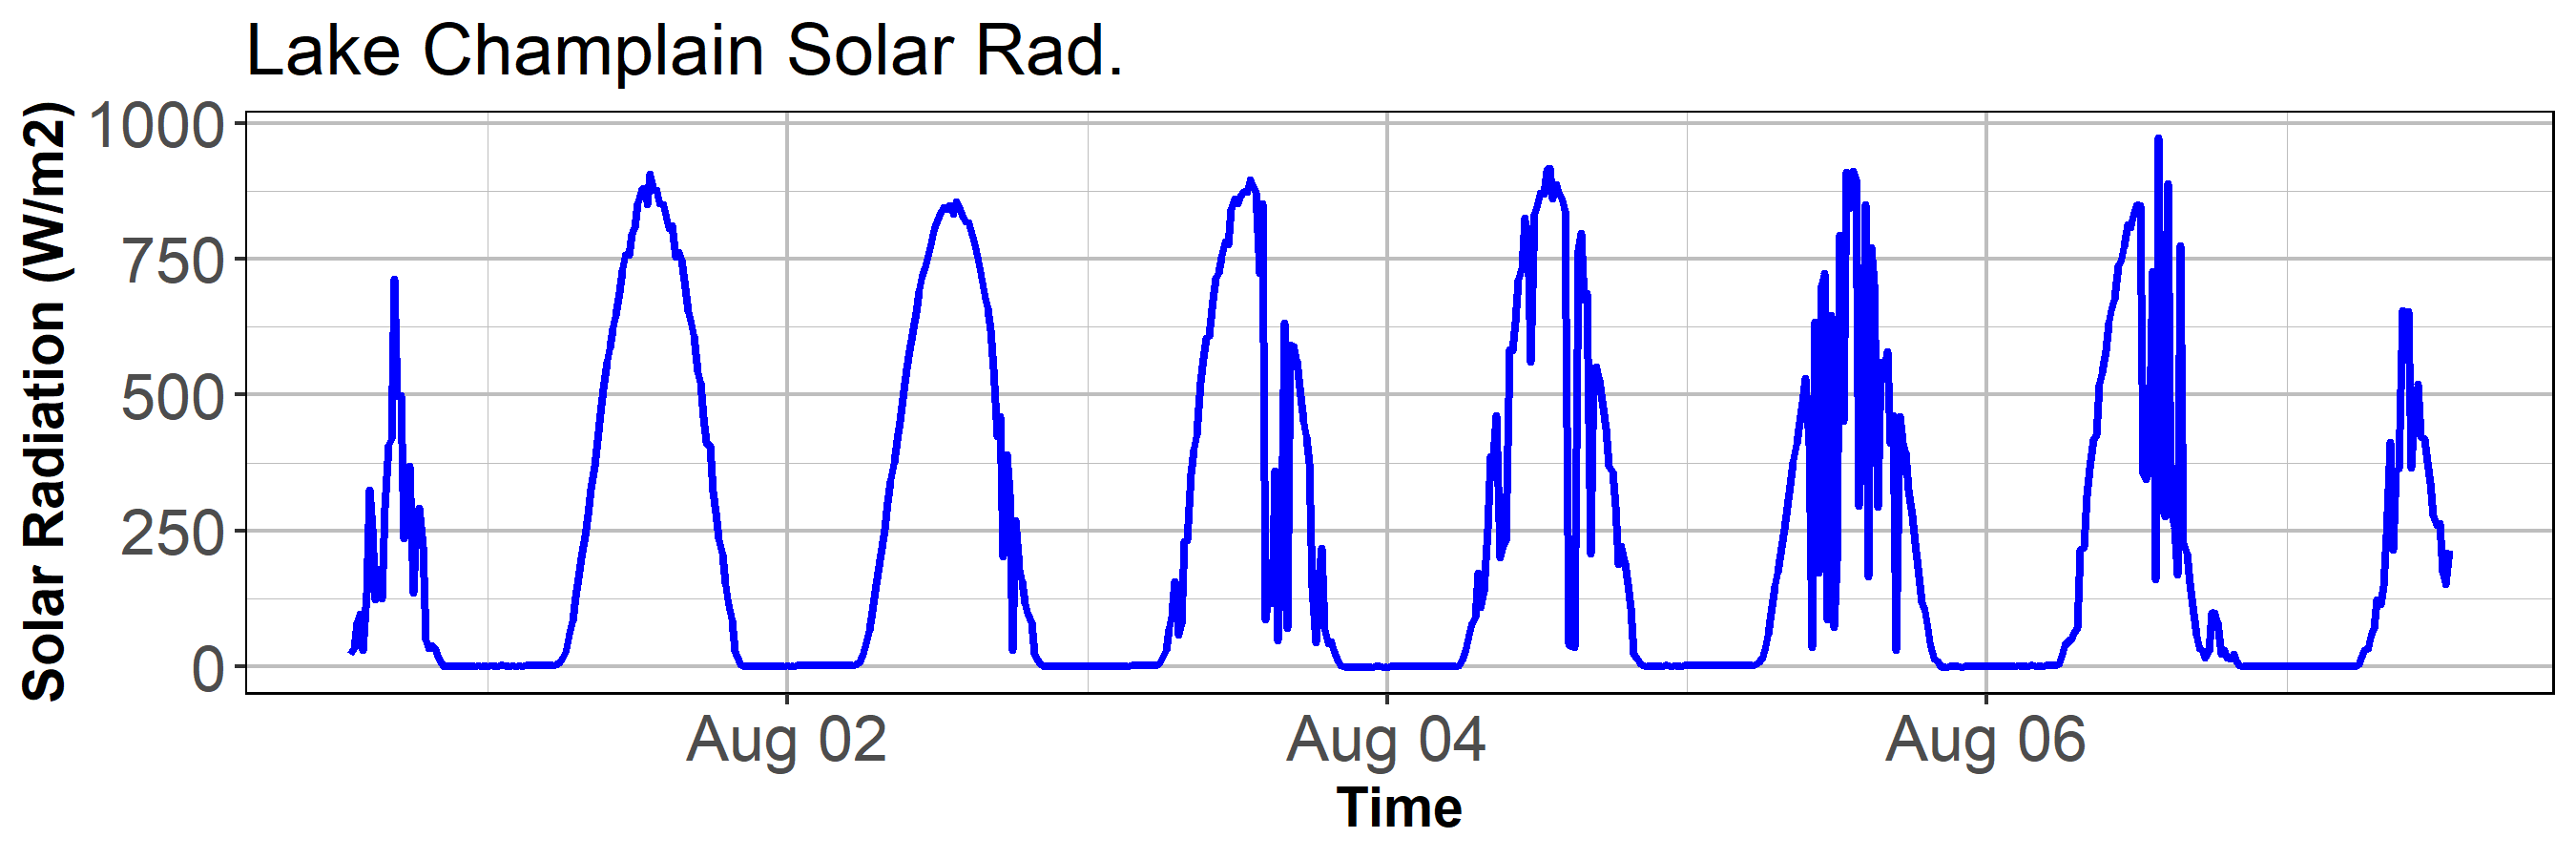 Lake Champlain Solar Rad.
Solar Radiation (W/m2)
1000
750
500
250
0
Aug 02 Aug 04 Aug 06
Time